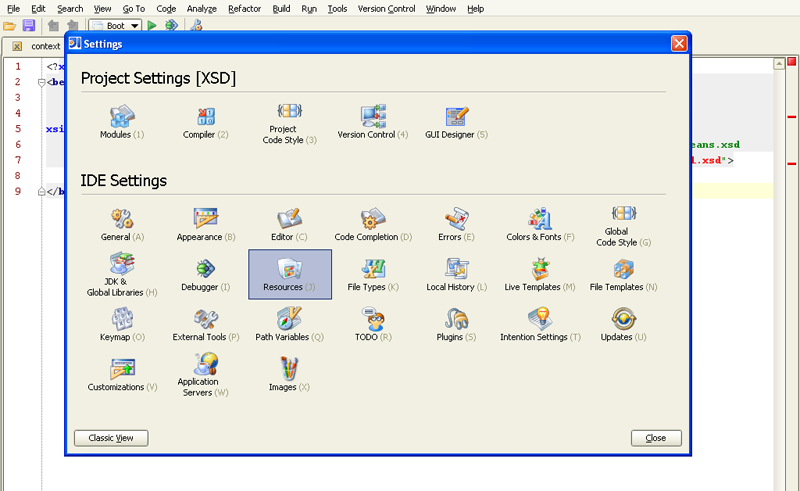 File Edit Search View Go To Code Analyze Refactor Build Run Tools Version Control Window Help
Boot
context
Settings
1 <?x
2 <be
3
4
5 xsi
6 eans.xsd
7 l.xsd">
8
9 </b
Project Settings [XSD]
Modules (1) Compiler (2) Project Code Style (3) Version Control (4) GUI Designer (5)
IDE Settings
General (A) Appearance (B) Editor (C) Code Completion (D) Errors (E) Colors & Fonts (F) Global Code Style (G)
JDK & Global Libraries (H) Debugger (I) Resources (J) File Types (K) Local History (L) Live Templates (M) File Templates (N)
Keymap (O) External Tools (P) Path Variables (Q) TODO (R) Plugins (S) Intention Settings (T) Updates (U)
Customizations (V) Application Servers (W) Images (X)
Classic View Close